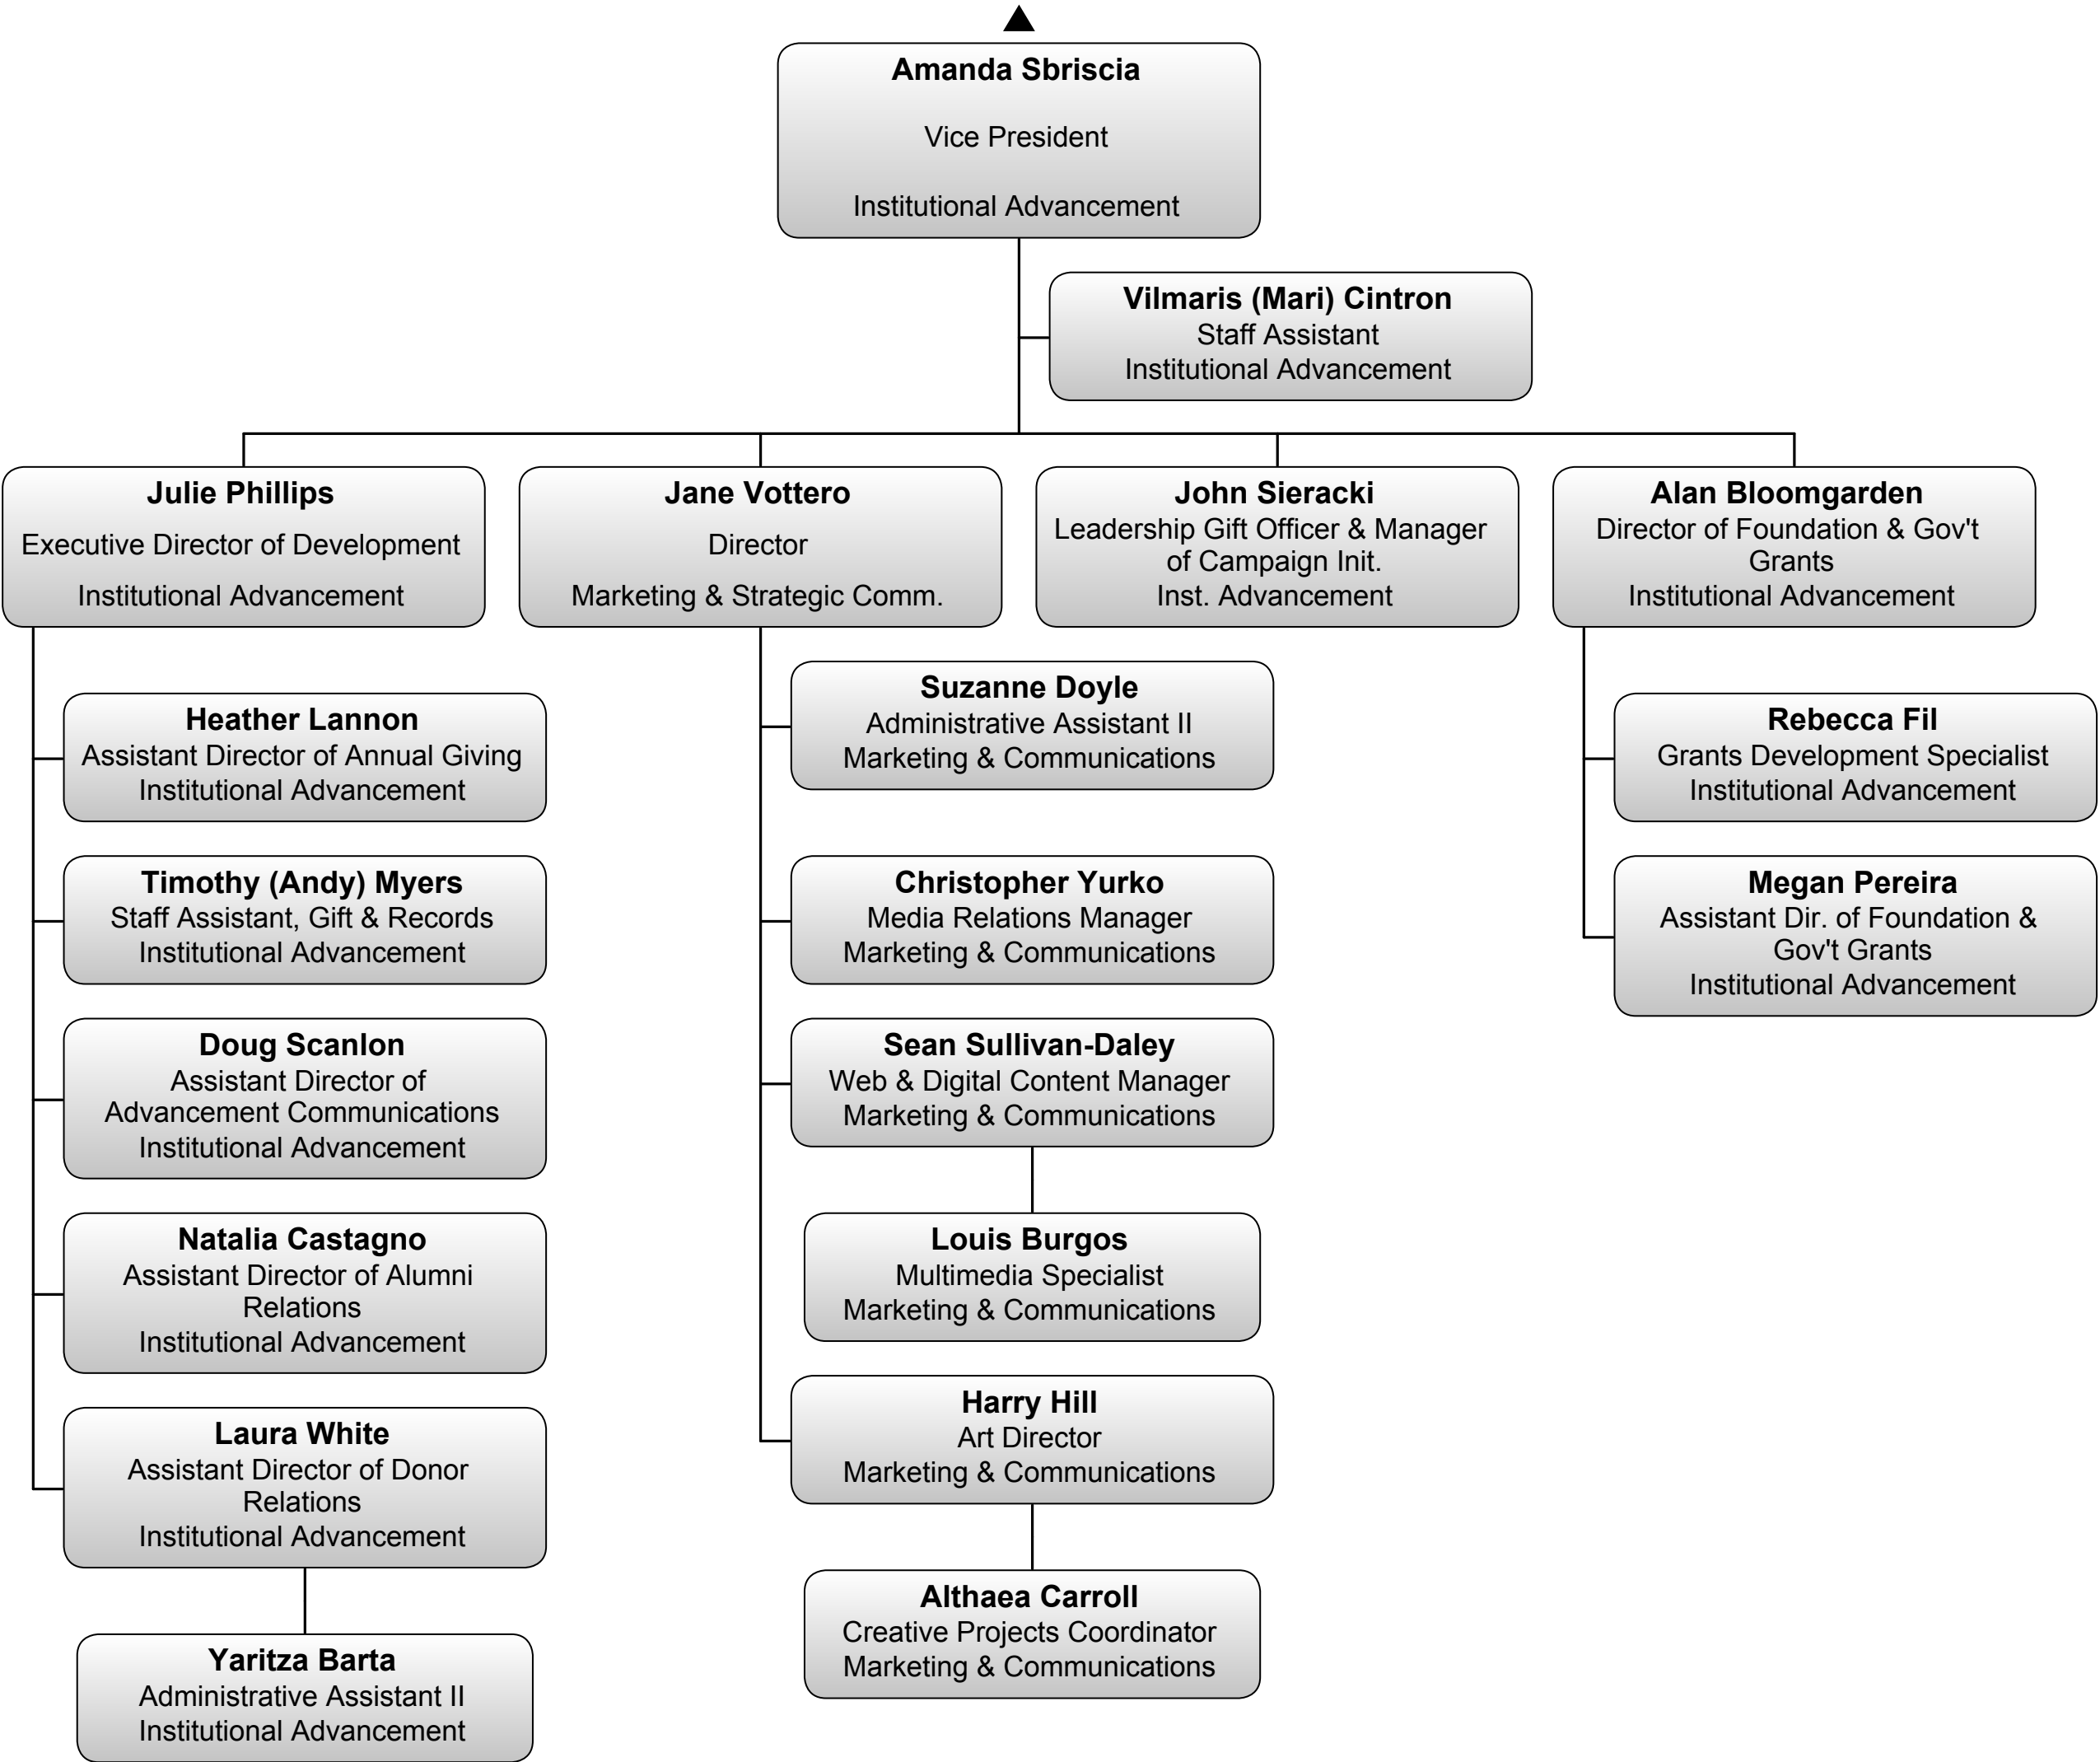 Amanda Sbriscia
Vice President
Institutional Advancement
Vilmaris (Mari) Cintron
Staff Assistant
Institutional Advancement
Julie Phillips
Executive Director of Development
Institutional Advancement
Jane Vottero
Director
Marketing & Strategic Comm.
John Sieracki
Leadership Gift Officer & Manager
of Campaign Init.
Inst. Advancement
Alan Bloomgarden
Director of Foundation & Gov't
Grants
Institutional Advancement
Heather Lannon
Assistant Director of Annual Giving
Institutional Advancement
Timothy (Andy) Myers
Staff Assistant, Gift & Records
Institutional Advancement
Doug Scanlon
Assistant Director of
Advancement Communications
Institutional Advancement
Natalia Castagno
Assistant Director of Alumni
Relations
Institutional Advancement
Laura White
Assistant Director of Donor
Relations
Institutional Advancement
Yaritza Barta
Administrative Assistant II
Institutional Advancement
Suzanne Doyle
Administrative Assistant II
Marketing & Communications
Christopher Yurko
Media Relations Manager
Marketing & Communications
Sean Sullivan-Daley
Web & Digital Content Manager
Marketing & Communications
Louis Burgos
Multimedia Specialist
Marketing & Communications
Harry Hill
Art Director
Marketing & Communications
Althaea Carroll
Creative Projects Coordinator
Marketing & Communications
Rebecca Fil
Grants Development Specialist
Institutional Advancement
Megan Pereira
Assistant Dir. of Foundation &
Gov't Grants
Institutional Advancement